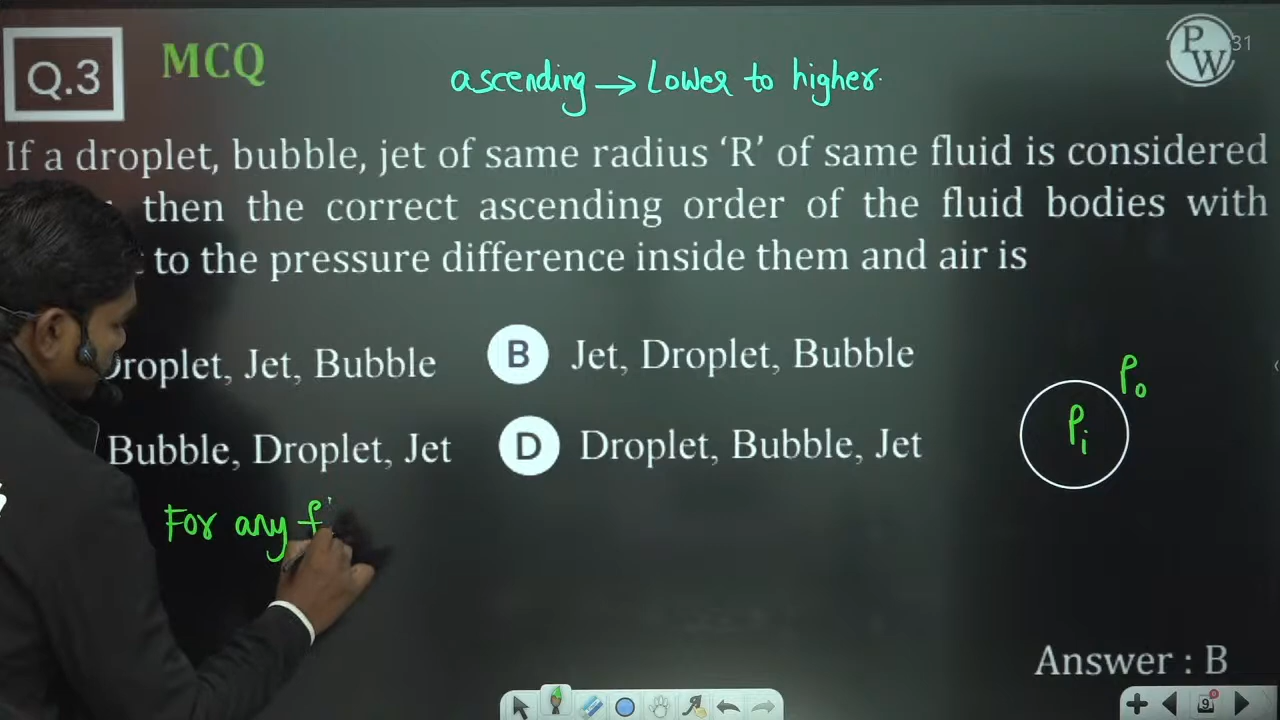 Q.3
MCQ
PW
31
ascending → Lower to higher.
If a droplet, bubble, jet of same radius ‘R’ of same fluid is considered
then the correct ascending order of the fluid bodies with
to the pressure difference inside them and air is
Droplet, Jet, Bubble
B Jet, Droplet, Bubble
Bubble, Droplet, Jet
D Droplet, Bubble, Jet
P₀
Pᵢ
For any
Answer : B
9